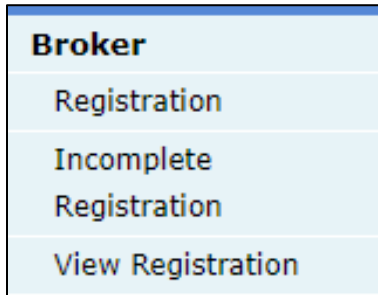 Broker
Registration
Incomplete
Registration
View Registration